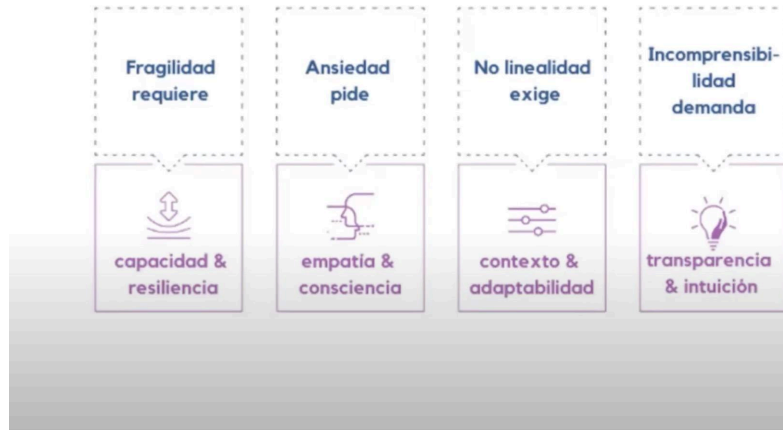 Fragilidad
requiere
Ansiedad
pide
No linealidad
exige
Incomprensibi-
lidad
demanda
capacidad &
resiliencia
empatía &
consciencia
contexto &
adaptabilidad
transparencia
& intuición